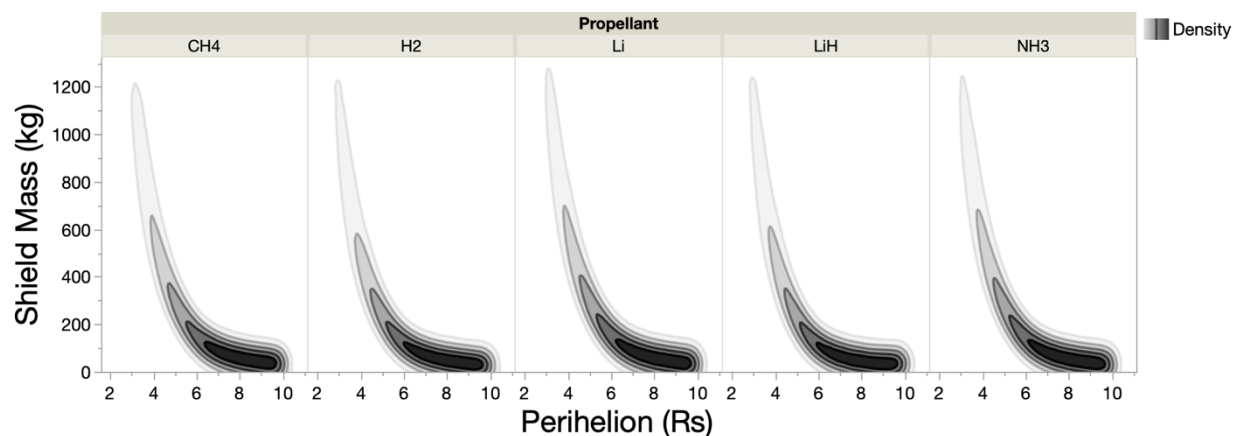 Propellant
CH4 H2 Li LiH NH3
Density
Shield Mass (kg)
1200
1000
800
600
400
200
0
2 4 6 8 10 2 4 6 8 10 2 4 6 8 10 2 4 6 8 10 2 4 6 8 10
Perihelion (Rs)